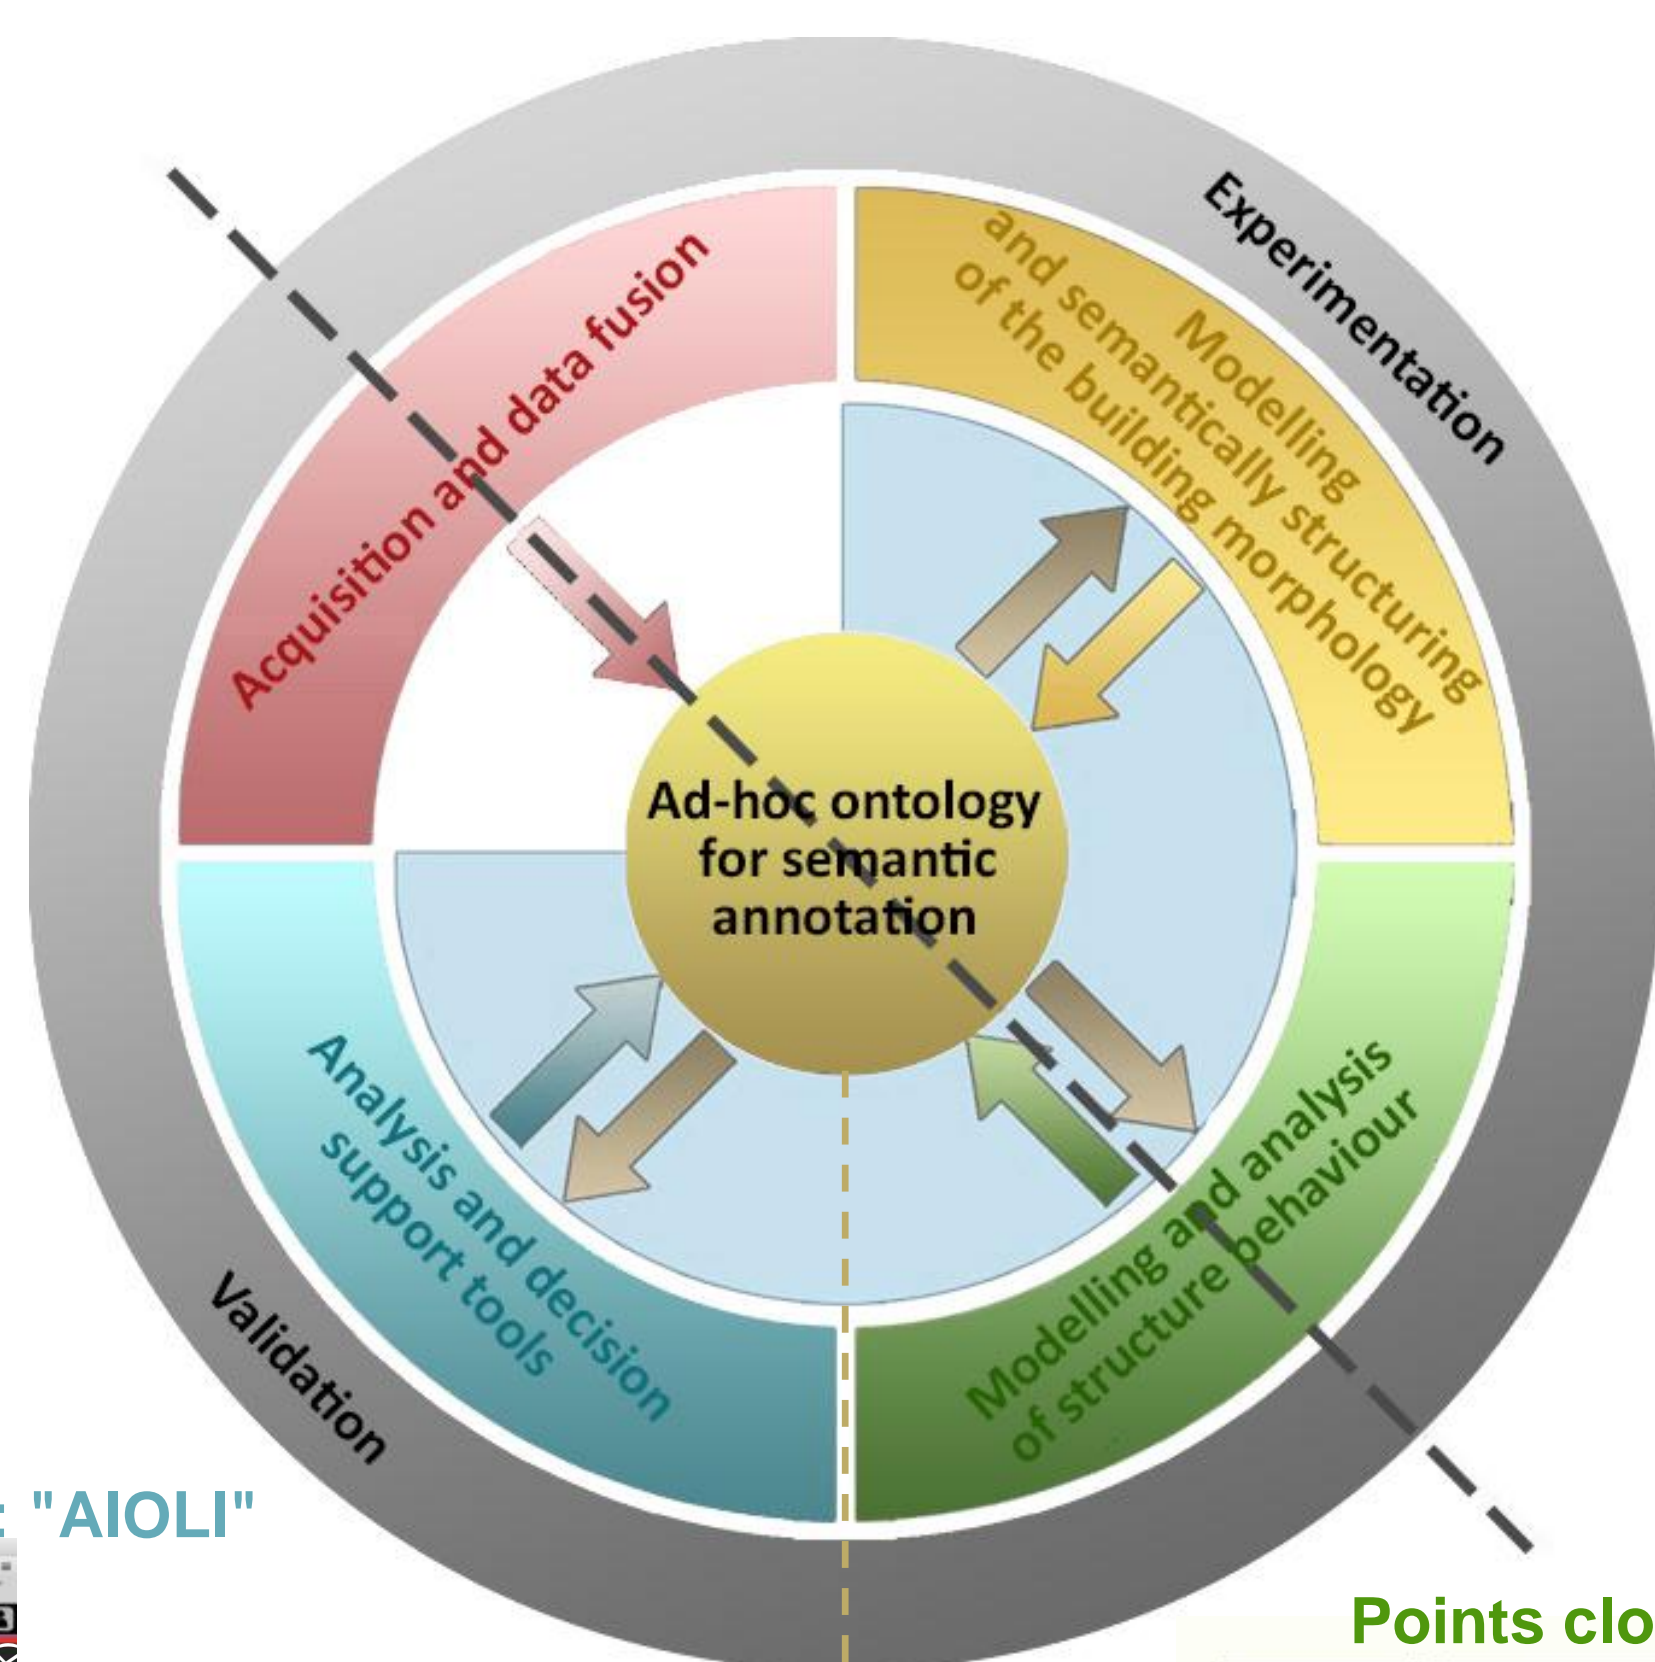 Experimentation
Acquisition and data fusion
Modelling
and semantically structuring
of the building morphology
Ad-hoc ontology
for semantic
annotation
Analysis and decision
support tools
Modelling and analysis
of structure behaviour
Validation
: "AIOLI"
Points clo